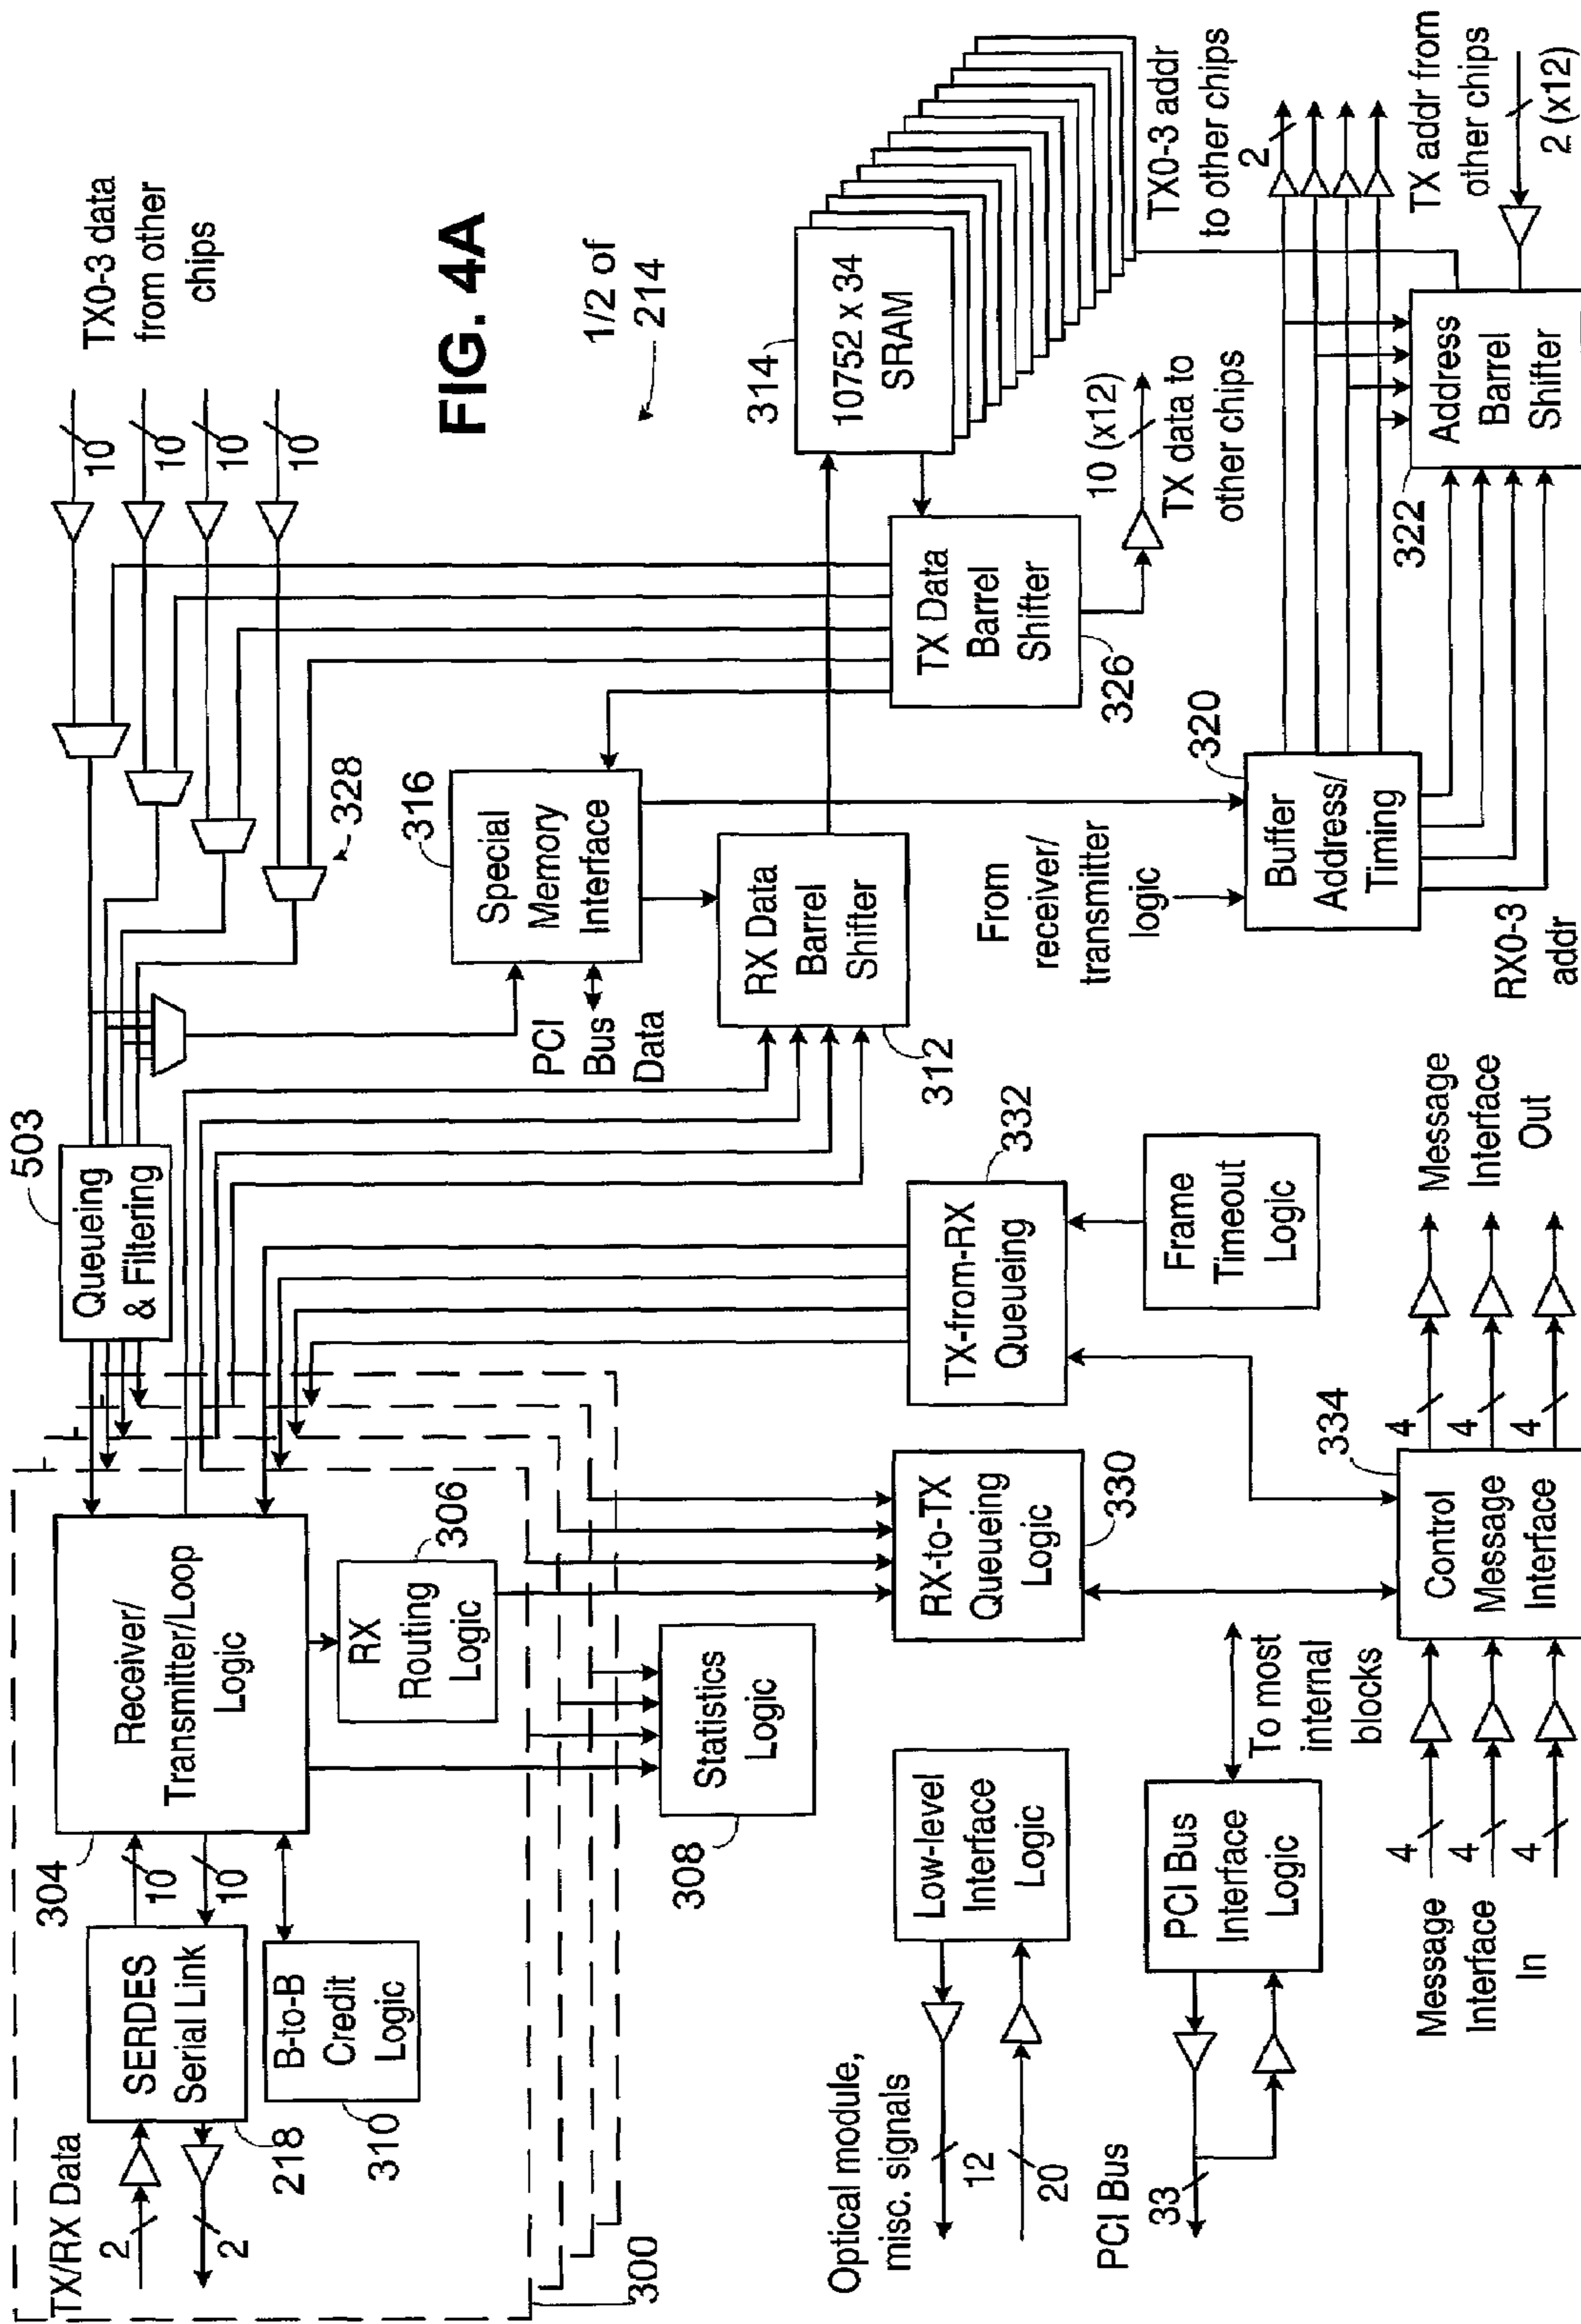 FIG. 4A
1/2 of
214
TX/RX Data
2
2
218
SERDES
Serial Link
10
10
304
Receiver/
Transmitter/Loop
Logic
B-to-B
Credit
Logic
310
300
RX
Routing
Logic
306
Statistics
Logic
308
503
Queueing
& Filtering
TX0-3 data
from other
chips
10
10
10
10
328
316
Special
Memory
Interface
PCI
Bus
Data
RX Data
Barrel
Shifter
312
TX Data
Barrel
Shifter
326
314
10752 x 34
SRAM
10 (x12)
TX data to
other chips
TX-from-RX
Queueing
332
RX-to-TX
Queueing
Logic
330
Frame
Timeout
Logic
From
receiver/
transmitter
logic
320
Buffer
Address/
Timing
RX0-3
addr
322
Address
Barrel
Shifter
TX0-3 addr
to other chips
2
TX addr from
other chips
2 (x12)
Optical module,
misc. signals
12
20
Low-level
Interface
Logic
PCI Bus
33
PCI Bus
Interface
Logic
To most
internal
blocks
Message
Interface
In
4
4
4
334
Control
Message
Interface
4
4
4
Message
Interface
Out